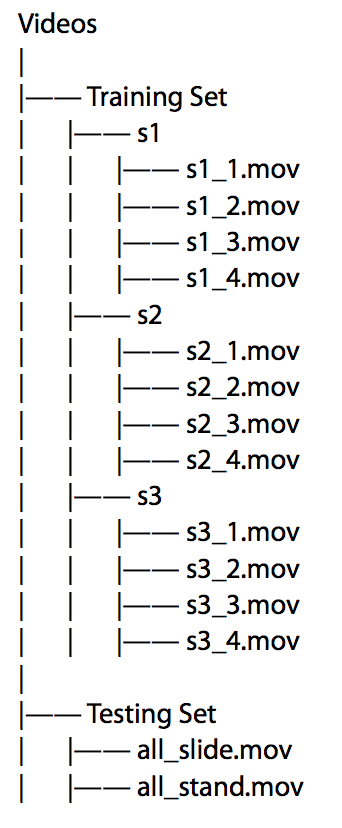 Videos
|
|—— Training Set
|    |—— s1
|    |    |—— s1_1.mov
|    |    |—— s1_2.mov
|    |    |—— s1_3.mov
|    |    |—— s1_4.mov
|    |—— s2
|    |    |—— s2_1.mov
|    |    |—— s2_2.mov
|    |    |—— s2_3.mov
|    |    |—— s2_4.mov
|    |—— s3
|    |    |—— s3_1.mov
|    |    |—— s3_2.mov
|    |    |—— s3_3.mov
|    |    |—— s3_4.mov
|
|—— Testing Set
|    |—— all_slide.mov
|    |—— all_stand.mov